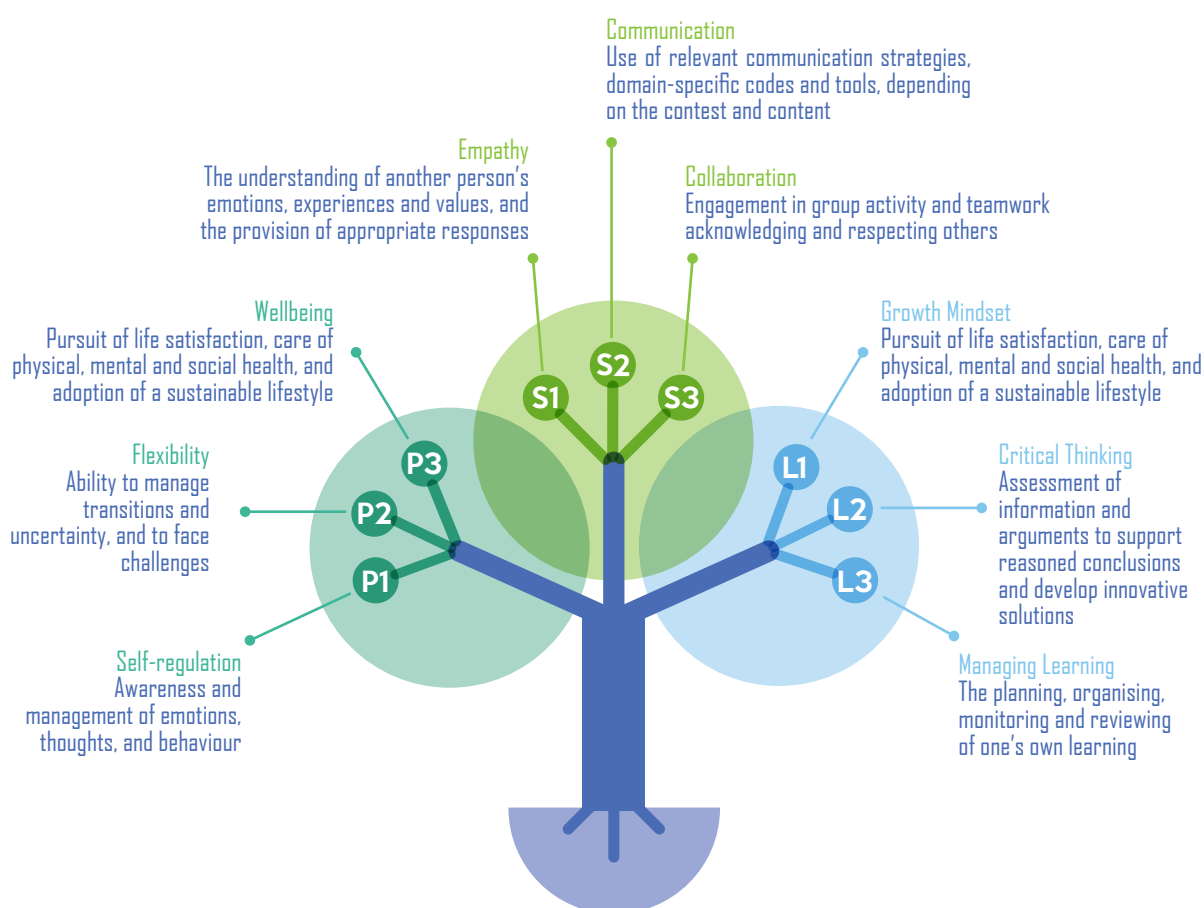 Communication
Use of relevant communication strategies,
domain-specific codes and tools, depending
on the contest and content
Empathy
The understanding of another person's
emotions, experiences and values, and
the provision of appropriate responses
Collaboration
Engagement in group activity and teamwork
acknowledging and respecting others
Wellbeing
Pursuit of life satisfaction, care of
physical, mental and social health, and
adoption of a sustainable lifestyle
Growth Mindset
Pursuit of life satisfaction, care of
physical, mental and social health, and
adoption of a sustainable lifestyle
S1
S2
S3
Flexibility
Ability to manage
transitions and
uncertainty, and to face
challenges
P3
P2
P1
L1
L2
L3
Critical Thinking
Assessment of
information and
arguments to support
reasoned conclusions
and develop innovative
solutions
Self-regulation
Awareness and
management of emotions,
thoughts, and behaviour
Managing Learning
The planning, organising,
monitoring and reviewing
of one's own learning